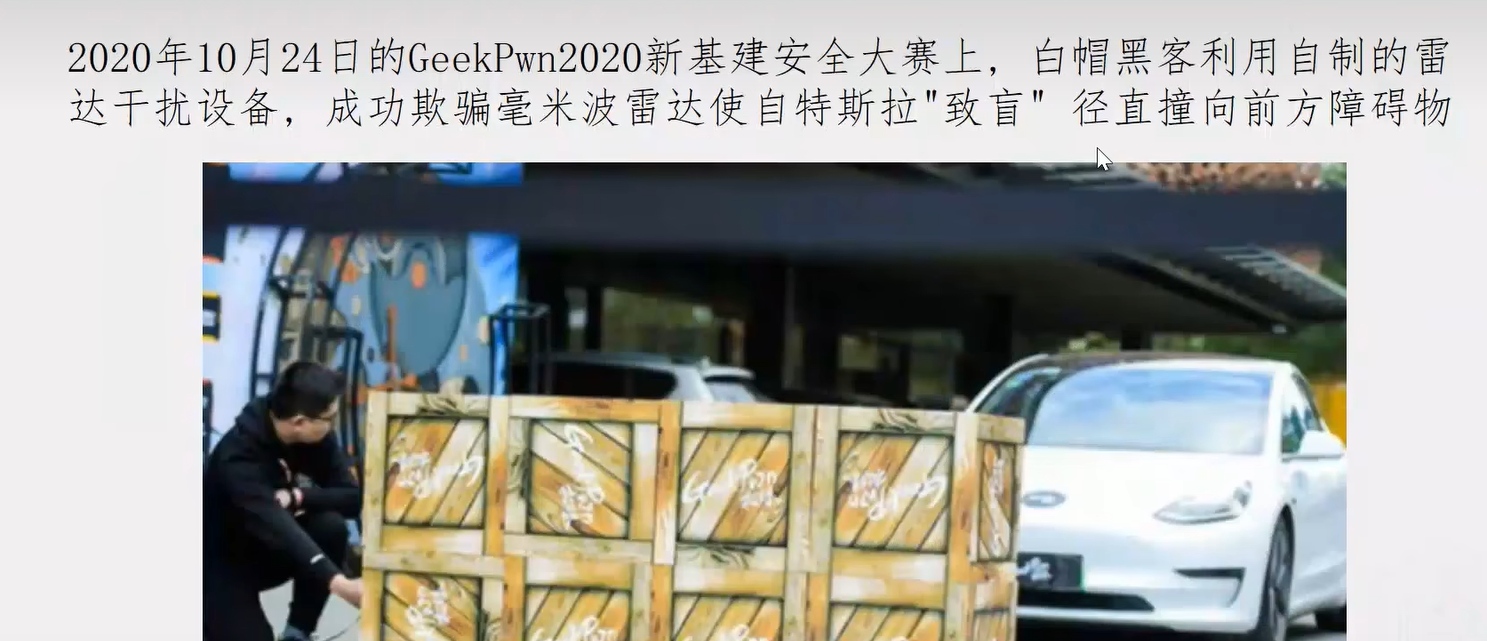 2020年10月24日的GeekPwn2020新基建安全大赛上，白帽黑客利用自制的雷
达干扰设备，成功欺骗毫米波雷达使自特斯拉"致盲" 径直撞向前方障碍物
GeekPwn